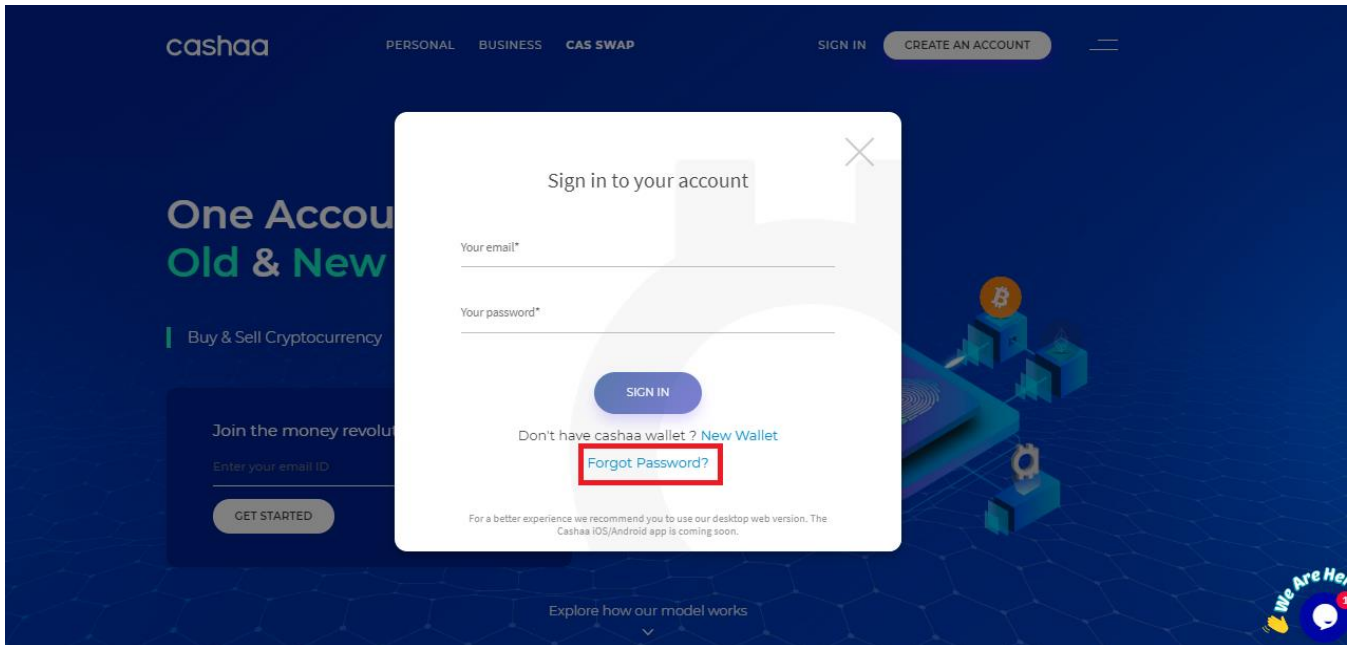 cashaa
PERSONAL BUSINESS CAS SWAP SIGN IN CREATE AN ACCOUNT
Sign in to your account
One Accou
Old & New
Your email*
Your password*
Buy & Sell Cryptocurrency
SIGN IN
Don't have cashaa wallet ? New Wallet
Forgot Password?
Join the money revolut
Enter your email ID
GET STARTED
For a better experience we recommend you to use our desktop web version. The
Cashaa iOS/Android app is coming soon.
Explore how our model works
We Are He
1